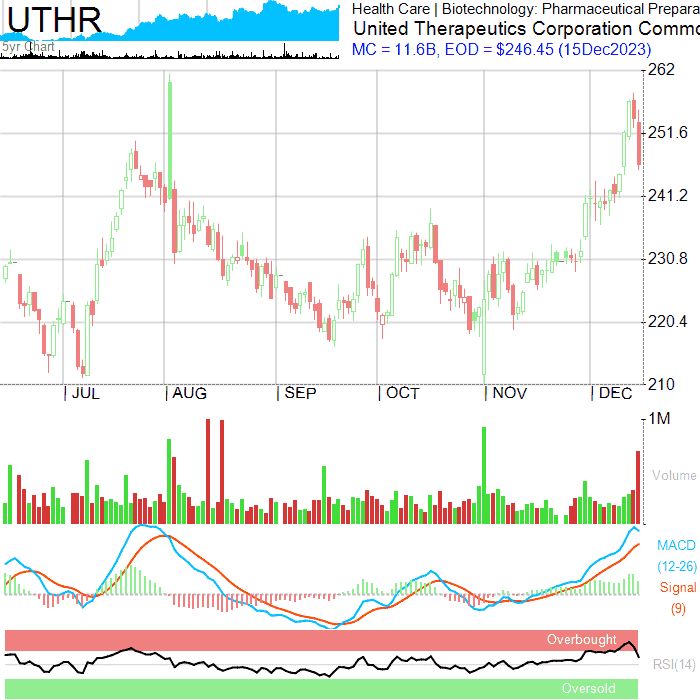 UTHR
5yr Chart
Health Care | Biotechnology: Pharmaceutical Prepara
United Therapeutics Corporation Commo
MC = 11.6B, EOD = $246.45 (15Dec2023)
262
251.6
241.2
230.8
220.4
210
JUL AUG SEP OCT NOV DEC
1M
Volume
MACD
(12-26)
Signal
(9)
Overbought
RSI(14)
Oversold